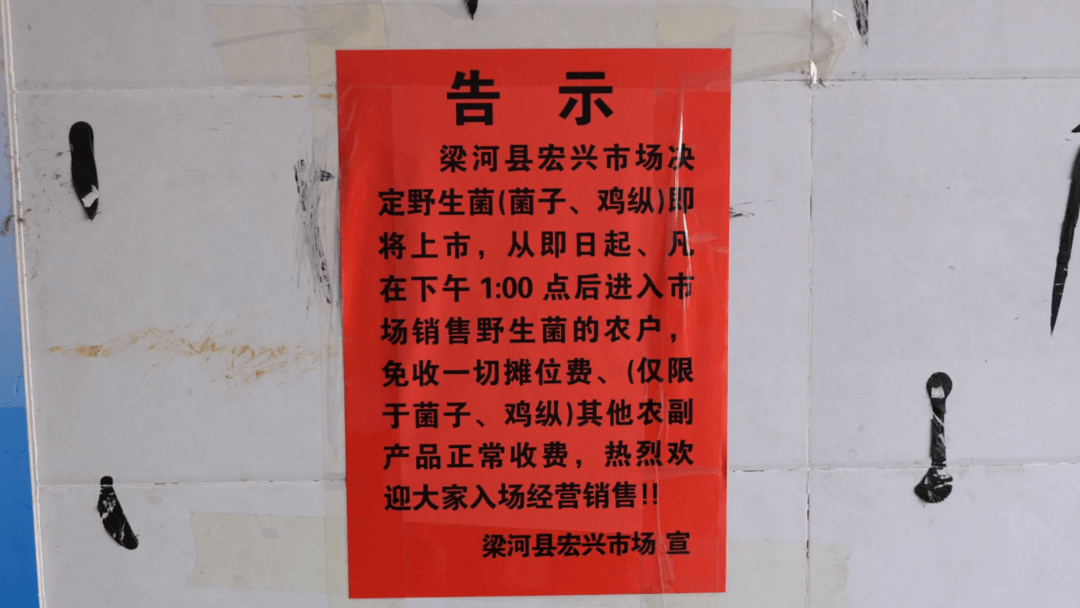 告 示
梁河县宏兴市场决
定野生菌(菌子、鸡纵)即
将上市，从即日起、凡
在下午 1:00 点后进入市
场销售野生菌的农户，
免收一切摊位费、(仅限
于菌子、鸡纵)其他农副
产品正常收费，热烈欢
迎大家入场经营销售!!
梁河县宏兴市场 宣